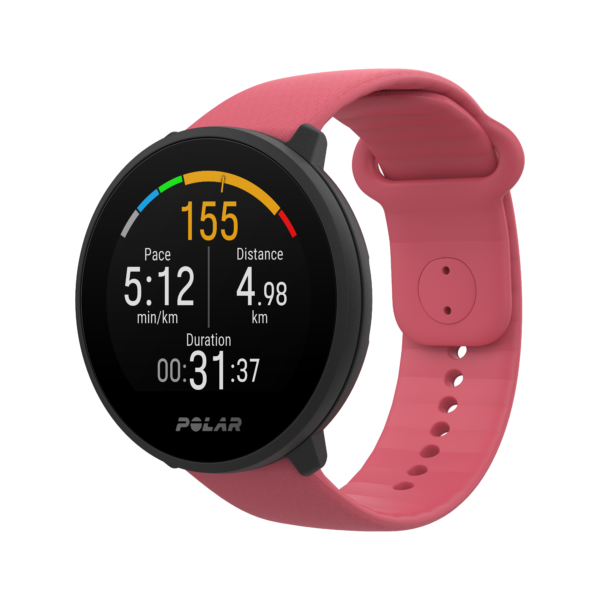 155
Pace Distance
5:12 4.98
min/km km
Duration
00:31:37
POLAR